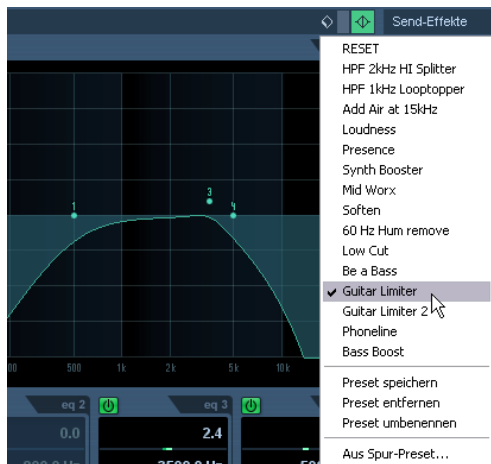 Send-Effekte
RESET
HPF 2kHz HI Splitter
HPF 1kHz Looptopper
Add Air at 15kHz
Loudness
Presence
Synth Booster
Mid Worx
Soften
60 Hz Hum remove
Low Cut
Be a Bass
Guitar Limiter
Guitar Limiter 2
Phoneline
Bass Boost
Preset speichern
Preset entfernen
Preset umbenennen
Aus Spur-Preset...
1
3
4
500 1k 2k 5k 10k
eq 2 eq 3
0.0 2.4